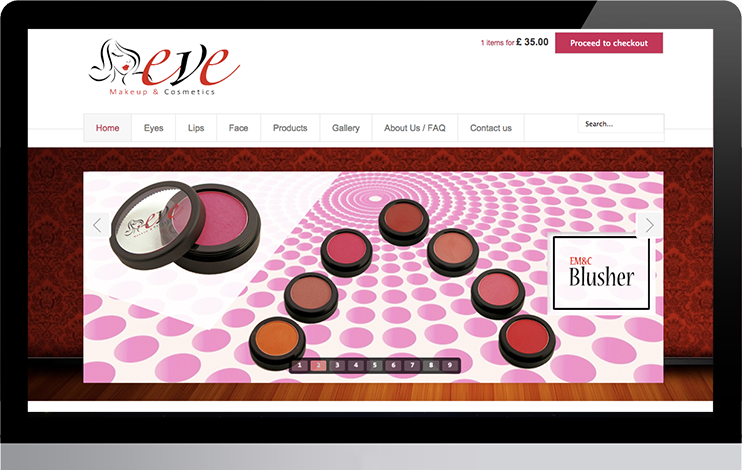 1 items for £ 35.00 Proceed to checkout
eve
Makeup & Cosmetics
Home Eyes Lips Face Products Gallery About Us / FAQ Contact us Search...
eve
EM&C
Blusher
1 2 3 4 5 6 7 8 9